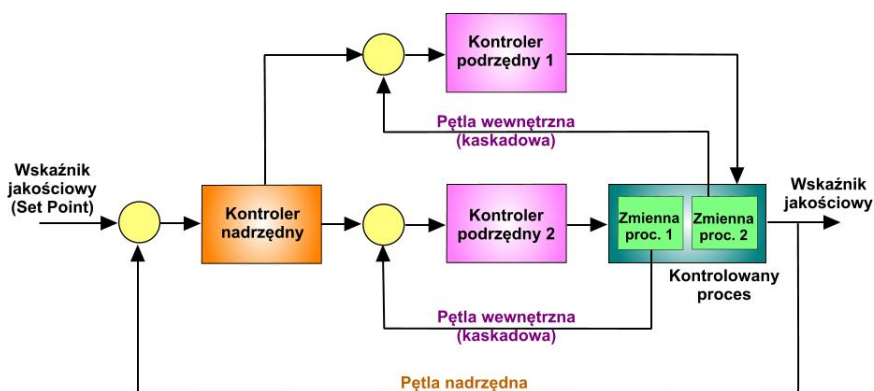 Kontroler
podrzędny 1
Pętla wewnętrzna
(kaskadowa)
Wskaźnik
jakościowy
(Set Point)
Kontroler
nadrzędny
Kontroler
podrzędny 2
Zmienna
proc. 1
Zmienna
proc. 2
Wskaźnik
jakościowy
Kontrolowany
proces
Pętla wewnętrzna
(kaskadowa)
Pętla nadrzędna